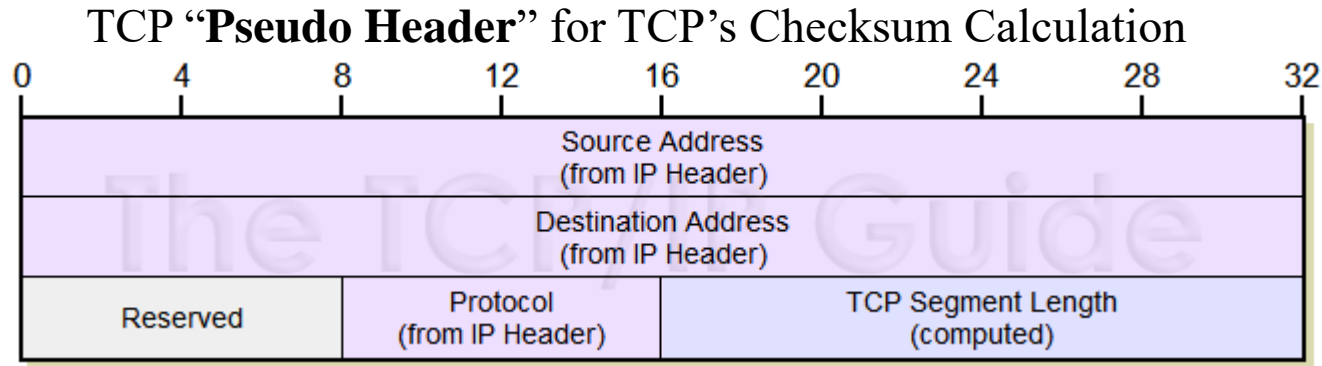 TCP “Pseudo Header” for TCP’s Checksum Calculation
0 4 8 12 16 20 24 28 32
Source Address
(from IP Header)
The TCP/IP Guide
Destination Address
(from IP Header)
Reserved
Protocol
(from IP Header)
TCP Segment Length
(computed)